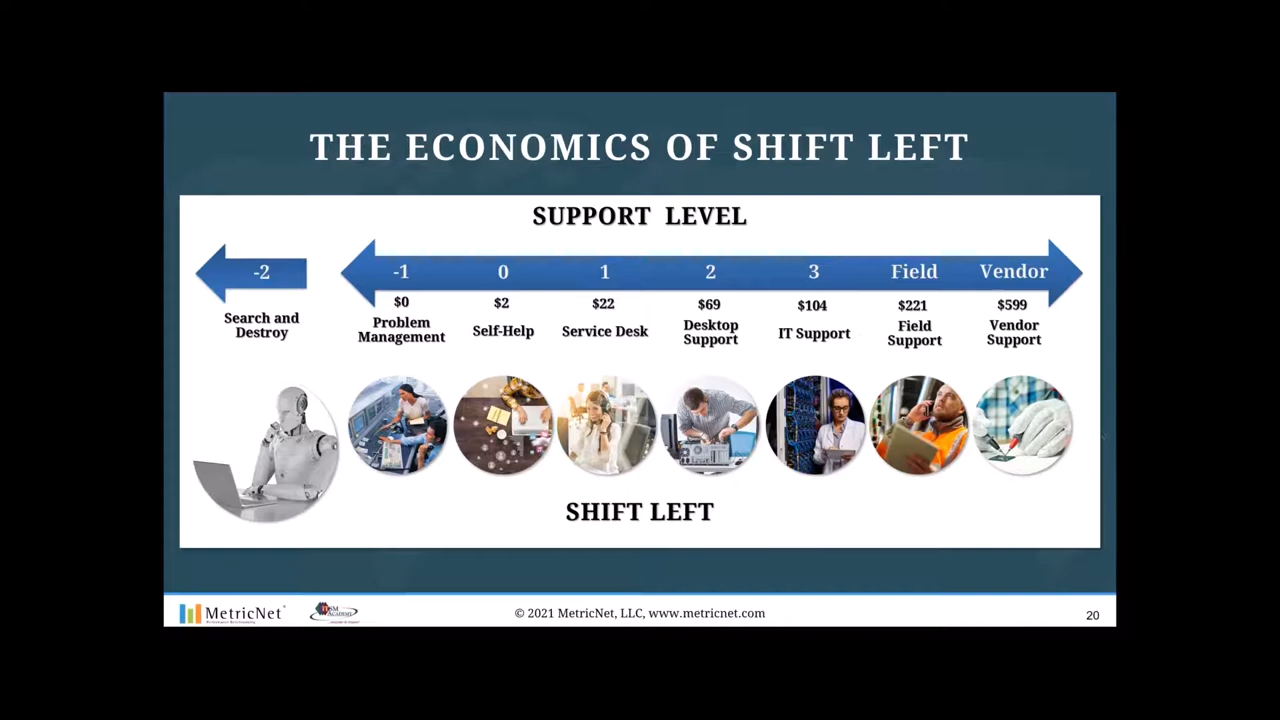 THE ECONOMICS OF SHIFT LEFT
SUPPORT LEVEL
-2 -1 0 1 2 3 Field Vendor
$0 $2 $22 $69 $104 $221 $599
Search and
Destroy
Problem
Management
Self-Help
Service Desk
Desktop
Support
IT Support
Field
Support
Vendor
Support
SHIFT LEFT
MetricNet
© 2021 MetricNet, LLC, www.metricnet.com
20